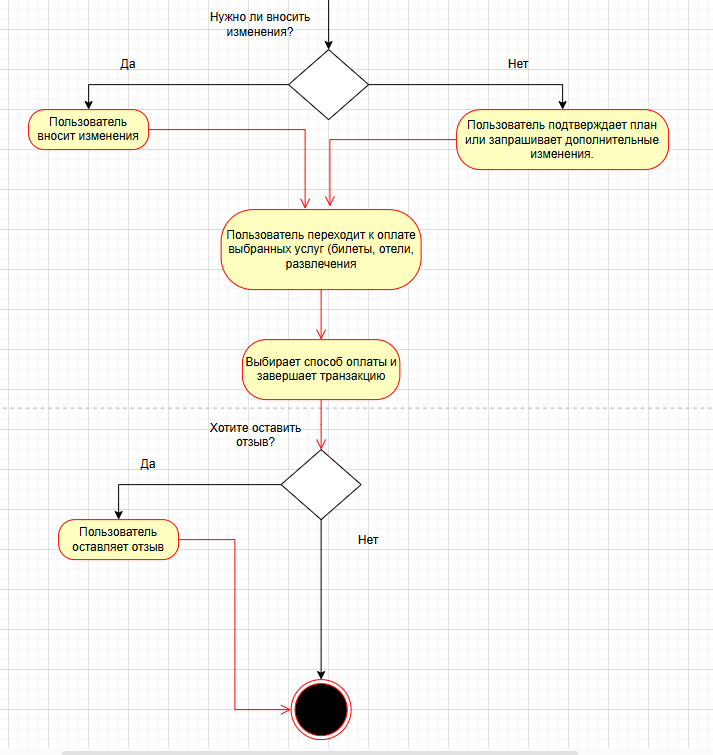 Нужно ли вносить
изменения?
Да
Нет
Пользователь
вносит изменения
Пользователь подтверждает план
или запрашивает дополнительные
изменения.
Пользователь переходит к оплате
выбранных услуг (билеты, отели,
развлечения
Выбирает способ оплаты и
завершает транзакцию
Хотите оставить
отзыв?
Да
Пользователь
оставляет отзыв
Нет